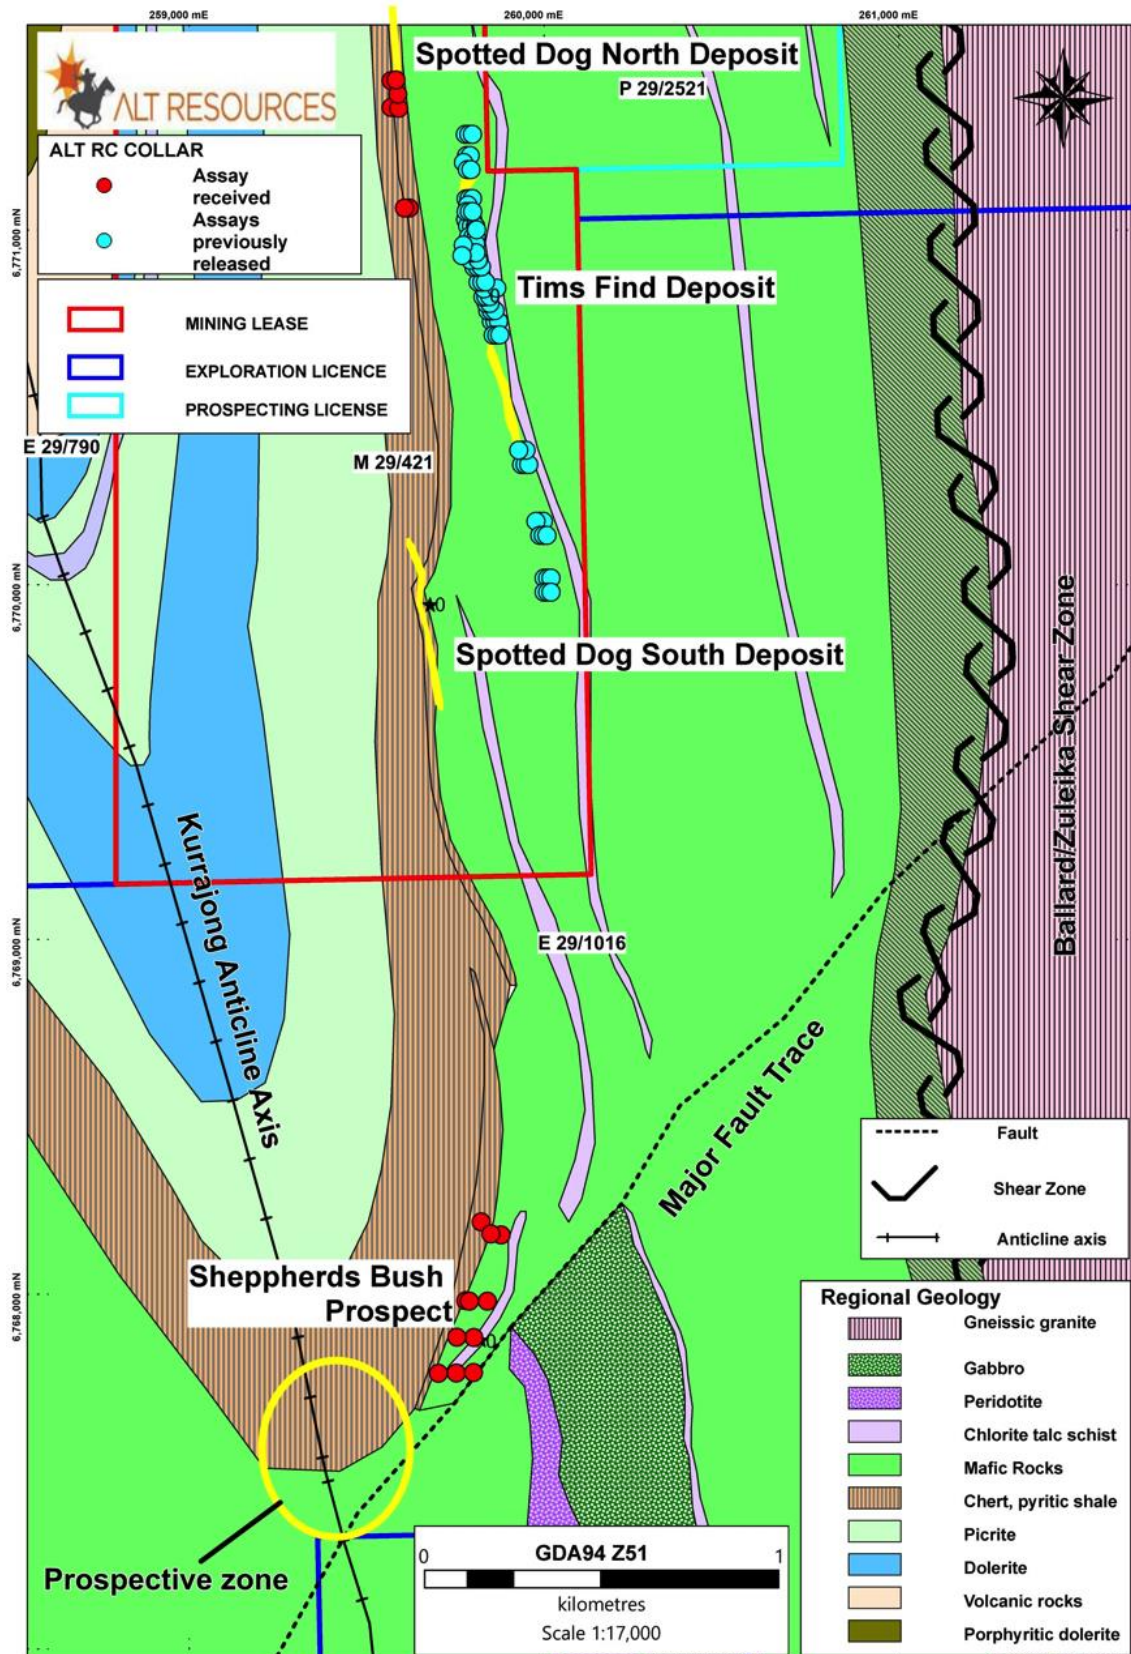 259,000 mE
260,000 mE
261,000 mE
ALT RESOURCES
Spotted Dog North Deposit
P 29/2521
ALT RC COLLAR
Assay
received
Assays
previously
released
6,771,000 mN
Tims Find Deposit
0
MINING LEASE
EXPLORATION LICENCE
PROSPECTING LICENSE
E 29/790
M 29/421
6,770,000 mN
0
Spotted Dog South Deposit
Ballard/Zuleika Shear Zone
Kurrajong Anticline Axis
E 29/1016
6,769,000 mN
Major Fault Trace
Fault
Shear Zone
Anticline axis
Sheppherds Bush
Prospect
6,768,000 mN
0
Prospective zone
Regional Geology
Gneissic granite
Gabbro
Peridotite
Chlorite talc schist
Mafic Rocks
Chert, pyritic shale
Picrite
Dolerite
Volcanic rocks
Porphyritic dolerite
0
GDA94 Z51
1
kilometres
Scale 1:17,000